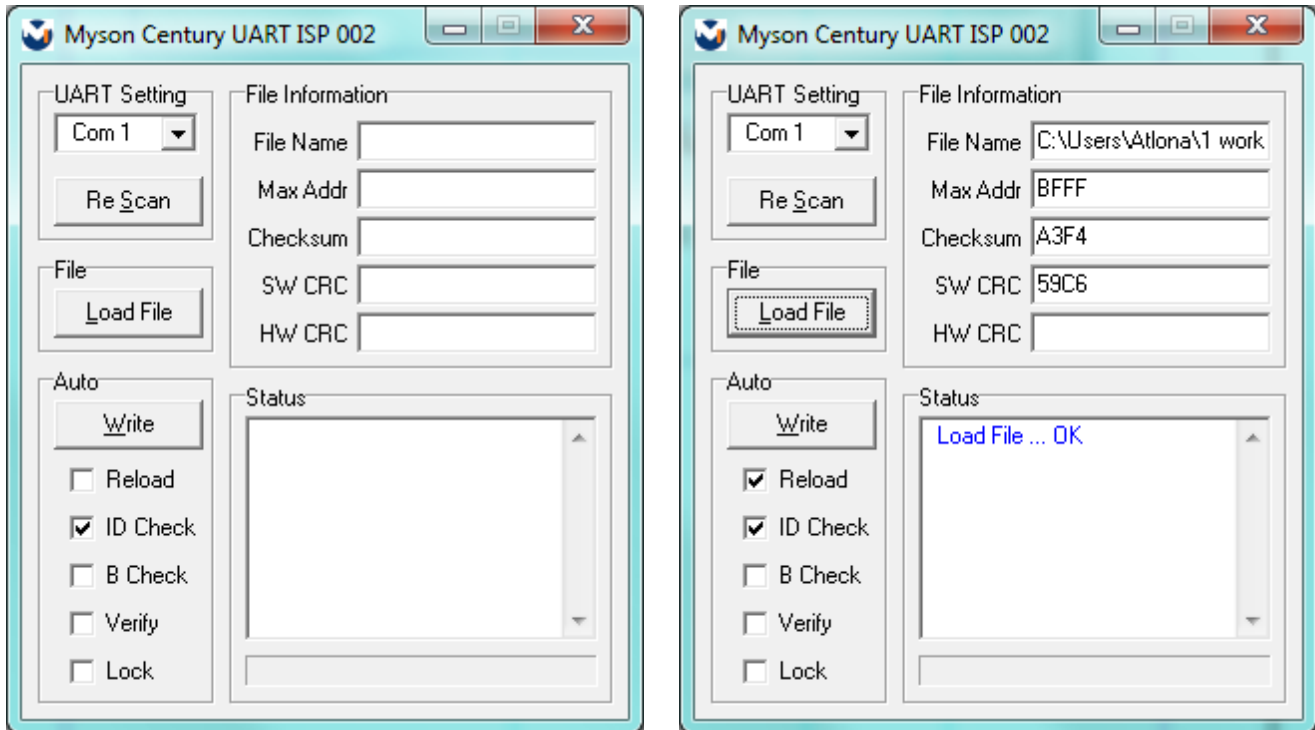 Myson Century UART ISP 002
UART Setting
Com 1
Re Scan
File
Load File
Auto
Write
Reload
ID Check
B Check
Verify
Lock
File Information
File Name
Max Addr
Checksum
SW CRC
HW CRC
Status
Myson Century UART ISP 002
UART Setting
Com 1
Re Scan
File
Load File
Auto
Write
Reload
ID Check
B Check
Verify
Lock
File Information
File Name C:\Users\Atlona\1 work
Max Addr BFFF
Checksum A3F4
SW CRC 59C6
HW CRC
Status
Load File ... OK